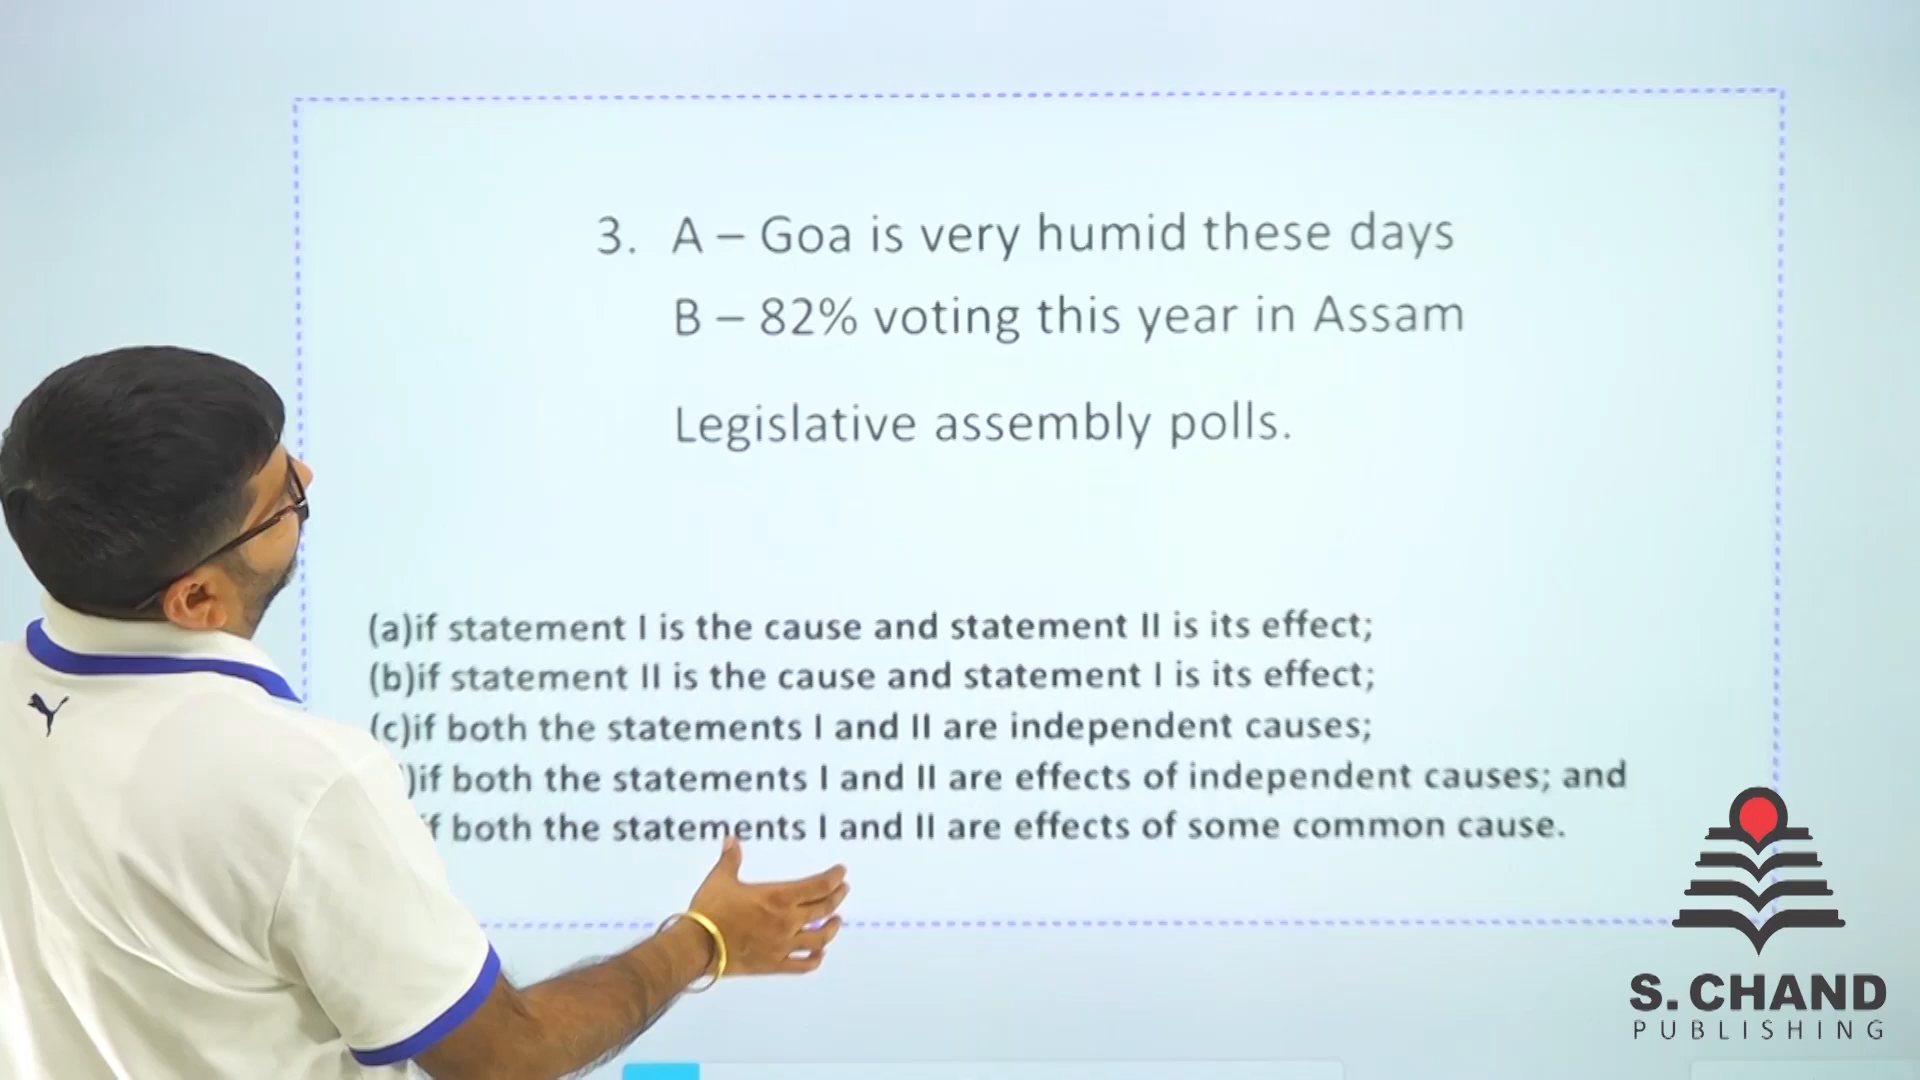 3. A – Goa is very humid these days
B – 82% voting this year in Assam
Legislative assembly polls.
(a)if statement I is the cause and statement II is its effect;
(b)if statement II is the cause and statement I is its effect;
(c)if both the statements I and II are independent causes;
)if both the statements I and II are effects of independent causes; and
if both the statements I and II are effects of some common cause.
S. CHAND
PUBLISHING